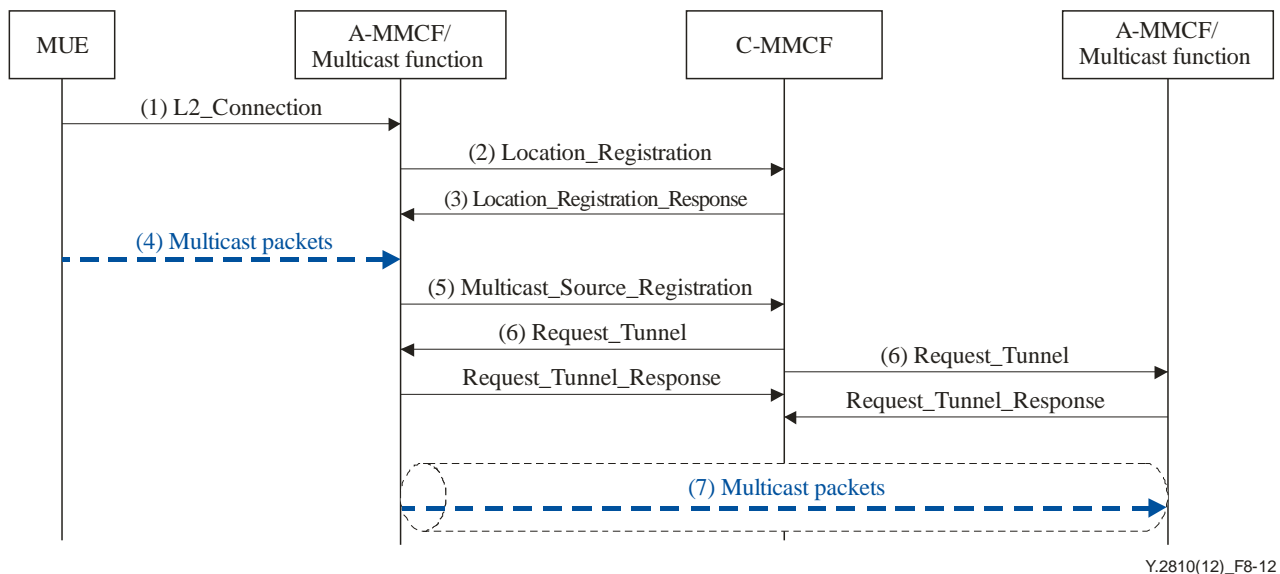 MUE
A-MMCF/
Multicast function
C-MMCF
A-MMCF/
Multicast function
(1) L2_Connection
(2) Location_Registration
(3) Location_Registration_Response
(4) Multicast packets
(5) Multicast_Source_Registration
(6) Request_Tunnel
(6) Request_Tunnel
Request_Tunnel_Response
Request_Tunnel_Response
(7) Multicast packets
Y.2810(12)_F8-12